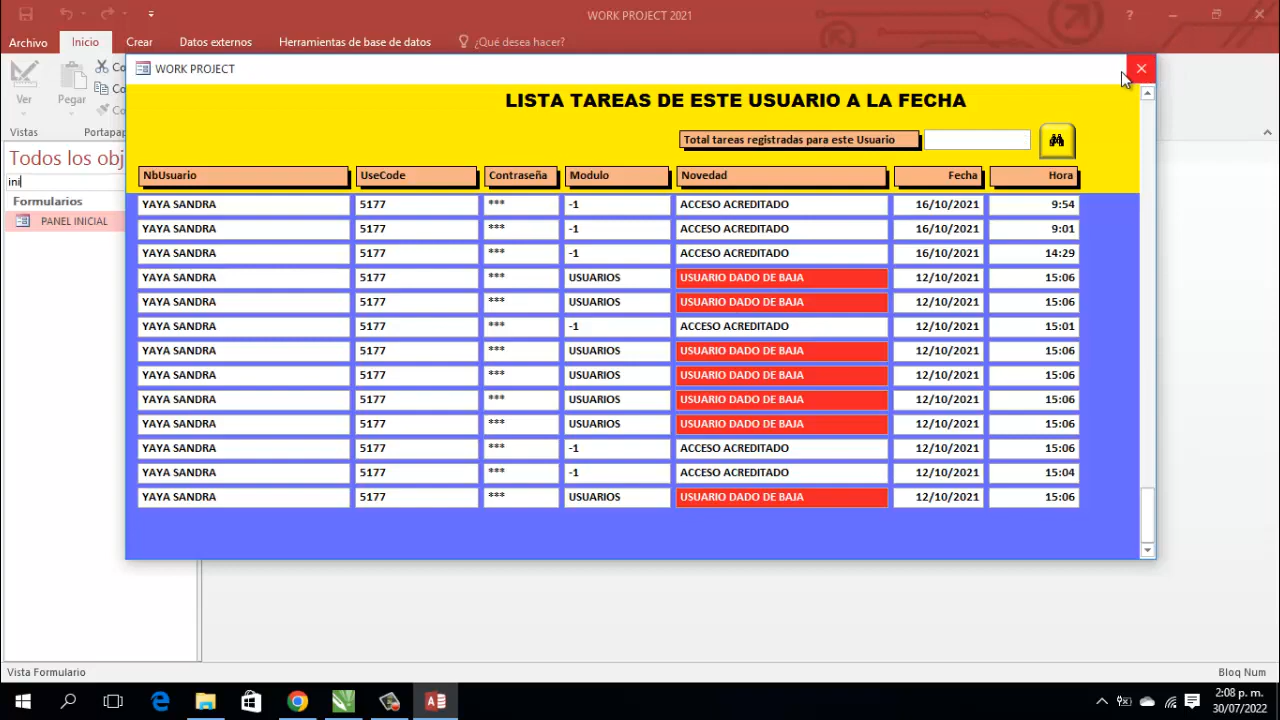 WORK PROJECT 2021
Archivo Inicio Crear Datos externos Herramientas de base de datos ¿Qué desea hacer?
Ver Pegar Co
Co
Co
Vistas Portapap
WORK PROJECT
LISTA TAREAS DE ESTE USUARIO A LA FECHA
Total tareas registradas para este Usuario
Todos los obj
ini
Formularios
PANEL INICIAL
NbUsuario UseCode Contraseña Modulo Novedad Fecha Hora
YAYA SANDRA 5177 *** -1 ACCESO ACREDITADO 16/10/2021 9:54
YAYA SANDRA 5177 *** -1 ACCESO ACREDITADO 16/10/2021 9:01
YAYA SANDRA 5177 *** -1 ACCESO ACREDITADO 16/10/2021 14:29
YAYA SANDRA 5177 *** USUARIOS USUARIO DADO DE BAJA 12/10/2021 15:06
YAYA SANDRA 5177 *** USUARIOS USUARIO DADO DE BAJA 12/10/2021 15:06
YAYA SANDRA 5177 *** -1 ACCESO ACREDITADO 12/10/2021 15:01
YAYA SANDRA 5177 *** USUARIOS USUARIO DADO DE BAJA 12/10/2021 15:06
YAYA SANDRA 5177 *** USUARIOS USUARIO DADO DE BAJA 12/10/2021 15:06
YAYA SANDRA 5177 *** USUARIOS USUARIO DADO DE BAJA 12/10/2021 15:06
YAYA SANDRA 5177 *** USUARIOS USUARIO DADO DE BAJA 12/10/2021 15:06
YAYA SANDRA 5177 *** -1 ACCESO ACREDITADO 12/10/2021 15:06
YAYA SANDRA 5177 *** -1 ACCESO ACREDITADO 12/10/2021 15:04
YAYA SANDRA 5177 *** USUARIOS USUARIO DADO DE BAJA 12/10/2021 15:06
Vista Formulario Bloq Num
2:08 p. m.
30/07/2022